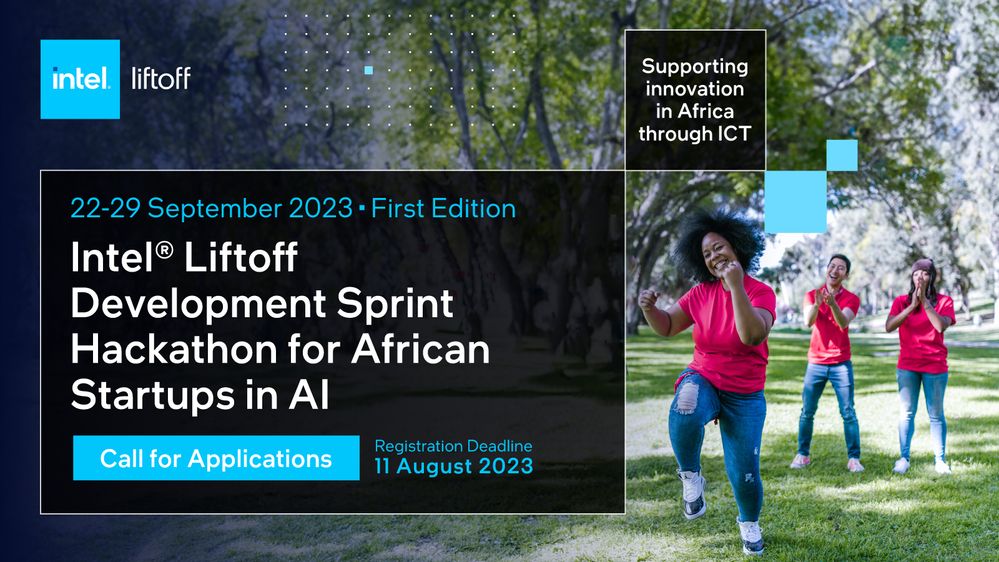 intel. liftoff
Supporting
innovation
in Africa
through ICT
22-29 September 2023 ▪ First Edition
Intel® Liftoff
Development Sprint
Hackathon for African
Startups in AI
Call for Applications
Registration Deadline
11 August 2023